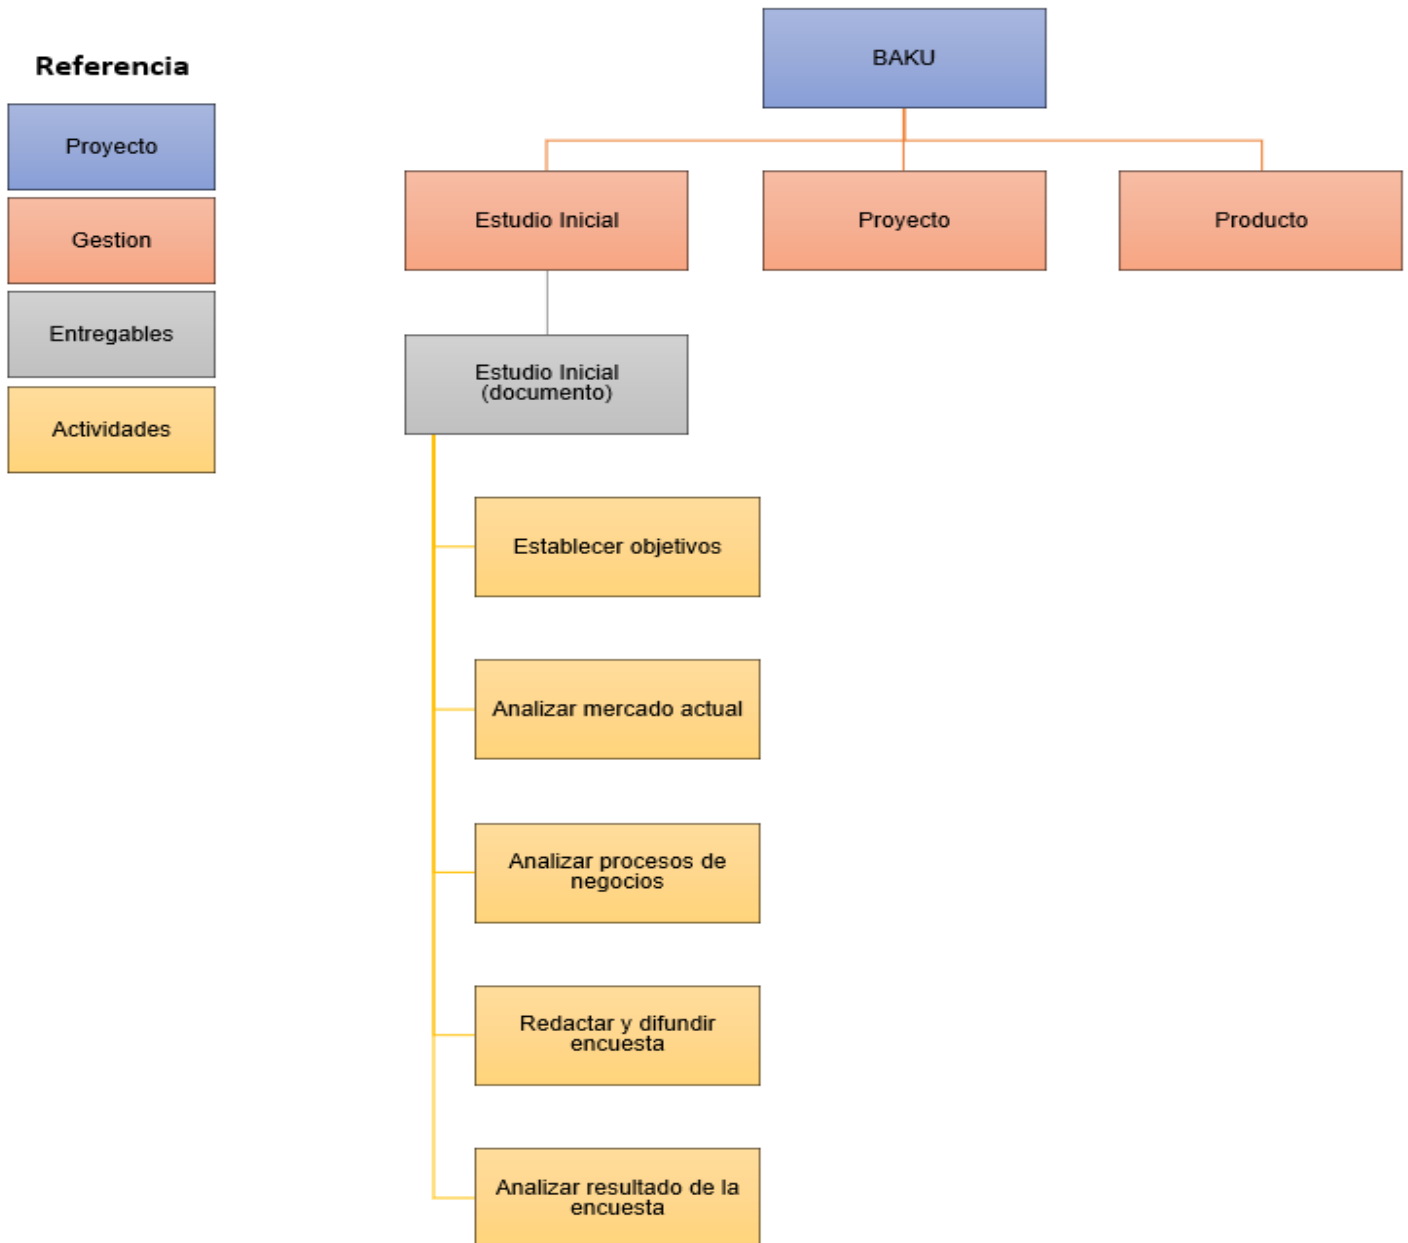 Referencia
Proyecto
Gestion
Entregables
Actividades
BAKU
Estudio Inicial
Proyecto
Producto
Estudio Inicial
(documento)
Establecer objetivos
Analizar mercado actual
Analizar procesos de
negocios
Redactar y difundir
encuesta
Analizar resultado de la
encuesta